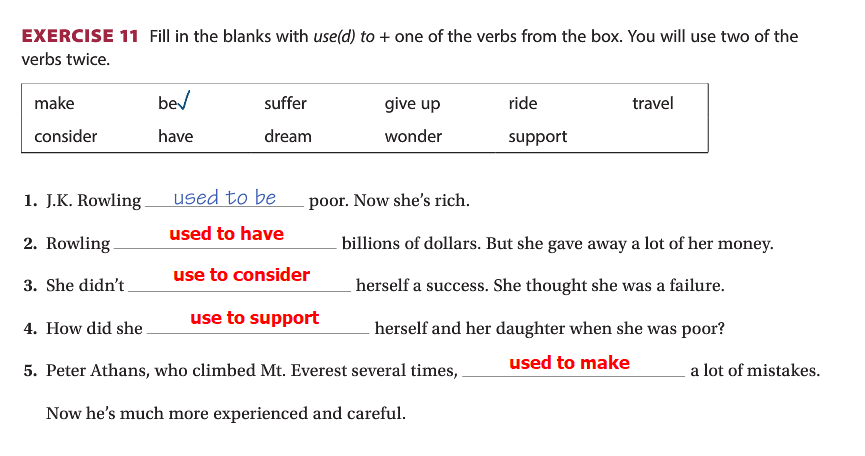 EXERCISE 11 Fill in the blanks with use(d) to + one of the verbs from the box. You will use two of the
verbs twice.
make be✓ suffer give up ride travel
consider have dream wonder support
1. J.K. Rowling used to be poor. Now she's rich.
2. Rowling used to have billions of dollars. But she gave away a lot of her money.
3. She didn't use to consider herself a success. She thought she was a failure.
4. How did she use to support herself and her daughter when she was poor?
5. Peter Athans, who climbed Mt. Everest several times, used to make a lot of mistakes.
Now he's much more experienced and careful.